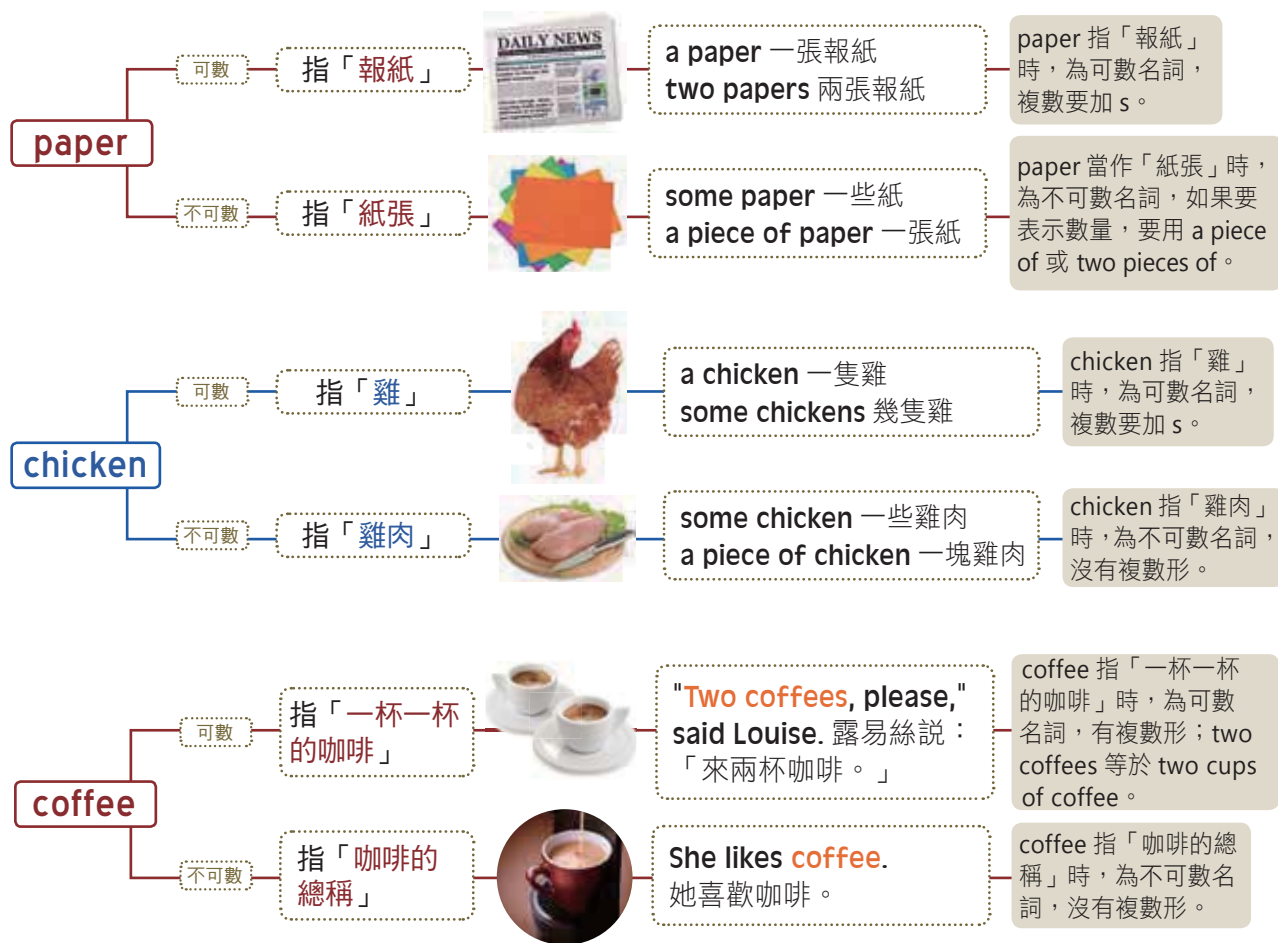 paper
可數
指「報紙」
DAILY NEWS
a paper 一張報紙
two papers 兩張報紙
paper 指「報紙」
時，為可數名詞，
複數要加 s。
不可數
指「紙張」
some paper 一些紙
a piece of paper 一張紙
paper 當作「紙張」時，
為不可數名詞，如果要
表示數量，要用 a piece
of 或 two pieces of。
chicken
可數
指「雞」
a chicken 一隻雞
some chickens 幾隻雞
chicken 指「雞」
時，為可數名詞，
複數要加 s。
不可數
指「雞肉」
some chicken 一些雞肉
a piece of chicken 一塊雞肉
chicken 指「雞肉」
時，為不可數名詞，
沒有複數形。
coffee
可數
指「一杯一杯
的咖啡」
"Two coffees, please,"
said Louise. 露易絲説：
「來兩杯咖啡。」
coffee 指「一杯一杯
的咖啡」時，為可數
名詞，有複數形；two
coffees 等於 two cups
of coffee。
不可數
指「咖啡的
總稱」
She likes coffee.
她喜歡咖啡。
coffee 指「咖啡的總
稱」時，為不可數名
詞，沒有複數形。